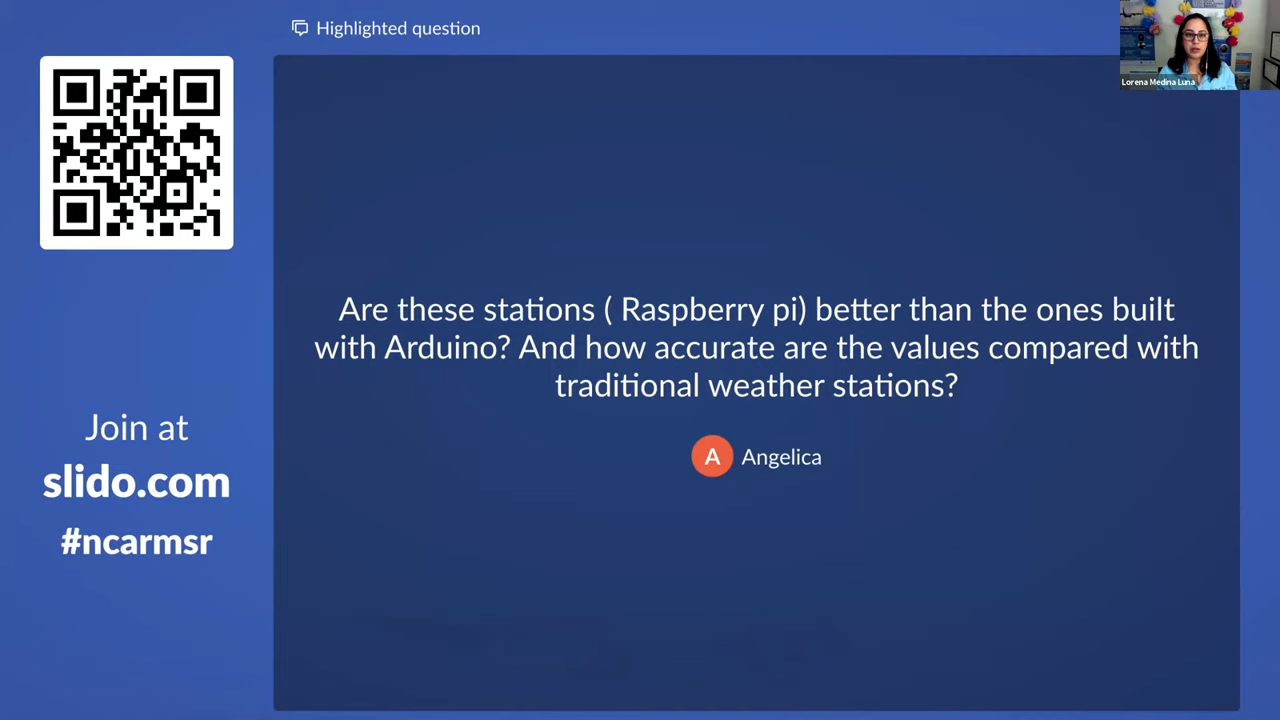 Highlighted question
Lorena Medina Luna
Are these stations ( Raspberry pi) better than the ones built
with Arduino? And how accurate are the values compared with
traditional weather stations?
A Angelica
Join at
slido.com
#ncarmsr